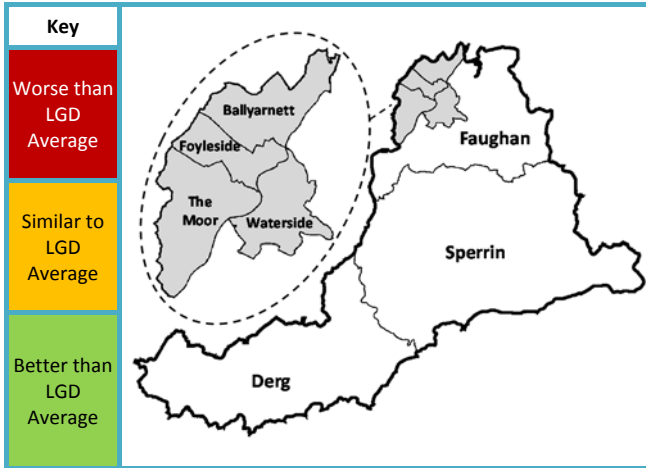 Key
Worse than
LGD
Average
Similar to
LGD
Average
Better than
LGD
Average
Ballyarnett
Foyleside
The
Moor
Waterside
Faughan
Sperrin
Derg